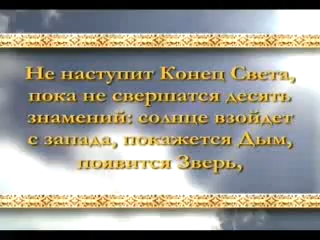 Не наступит Конец Света,
пока не свершатся десять
знамений: солнце взойдет
с запада, покажется Дым,
появится Зверь,